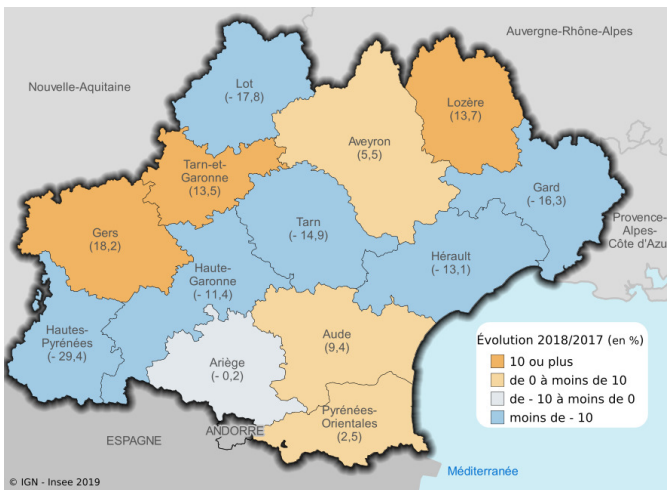 Auvergne-Rhône-Alpes
Nouvelle-Aquitaine
Lot
(- 17,8)
Lozère
(13,7)
Aveyron
(5,5)
Tarn-et-
Garonne
(13,5)
Gard
(- 16,3)
Provence-
Alpes-
Côte d'Azu
Gers
(18,2)
Tarn
(- 14,9)
Hérault
(- 13,1)
Haute-
Garonne
(- 11,4)
Hautes-
Pyrénées
(- 29,4)
Aude
(9,4)
Ariège
(- 0,2)
Pyrénées-
Orientales
(2,5)
ANDORRE
ESPAGNE
Méditerranée
Évolution 2018/2017 (en %)
10 ou plus
de 0 à moins de 10
de - 10 à moins de 0
moins de - 10
© IGN - Insee 2019